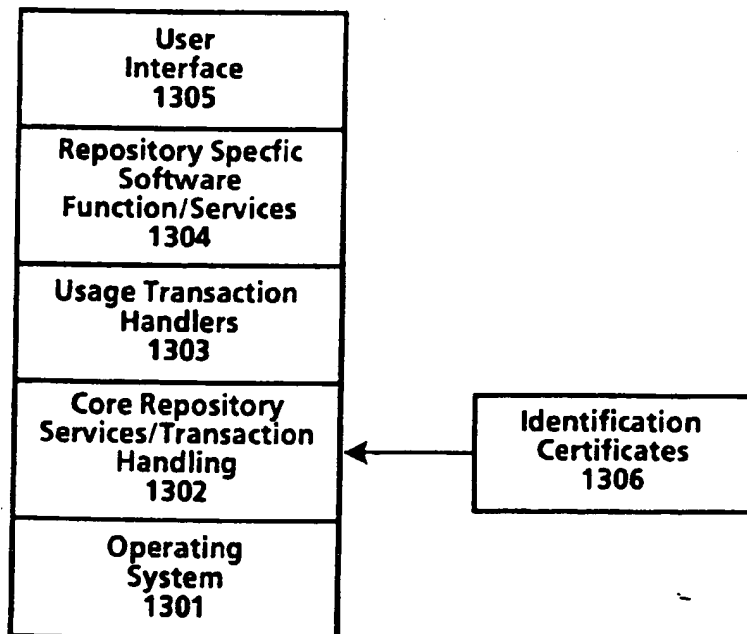 User
Interface
1305
Repository Specfic
Software
Function/Services
1304
Usage Transaction
Handlers
1303
Core Repository
Services/Transaction
Handling
1302
Identification
Certificates
1306
Operating
System
1301